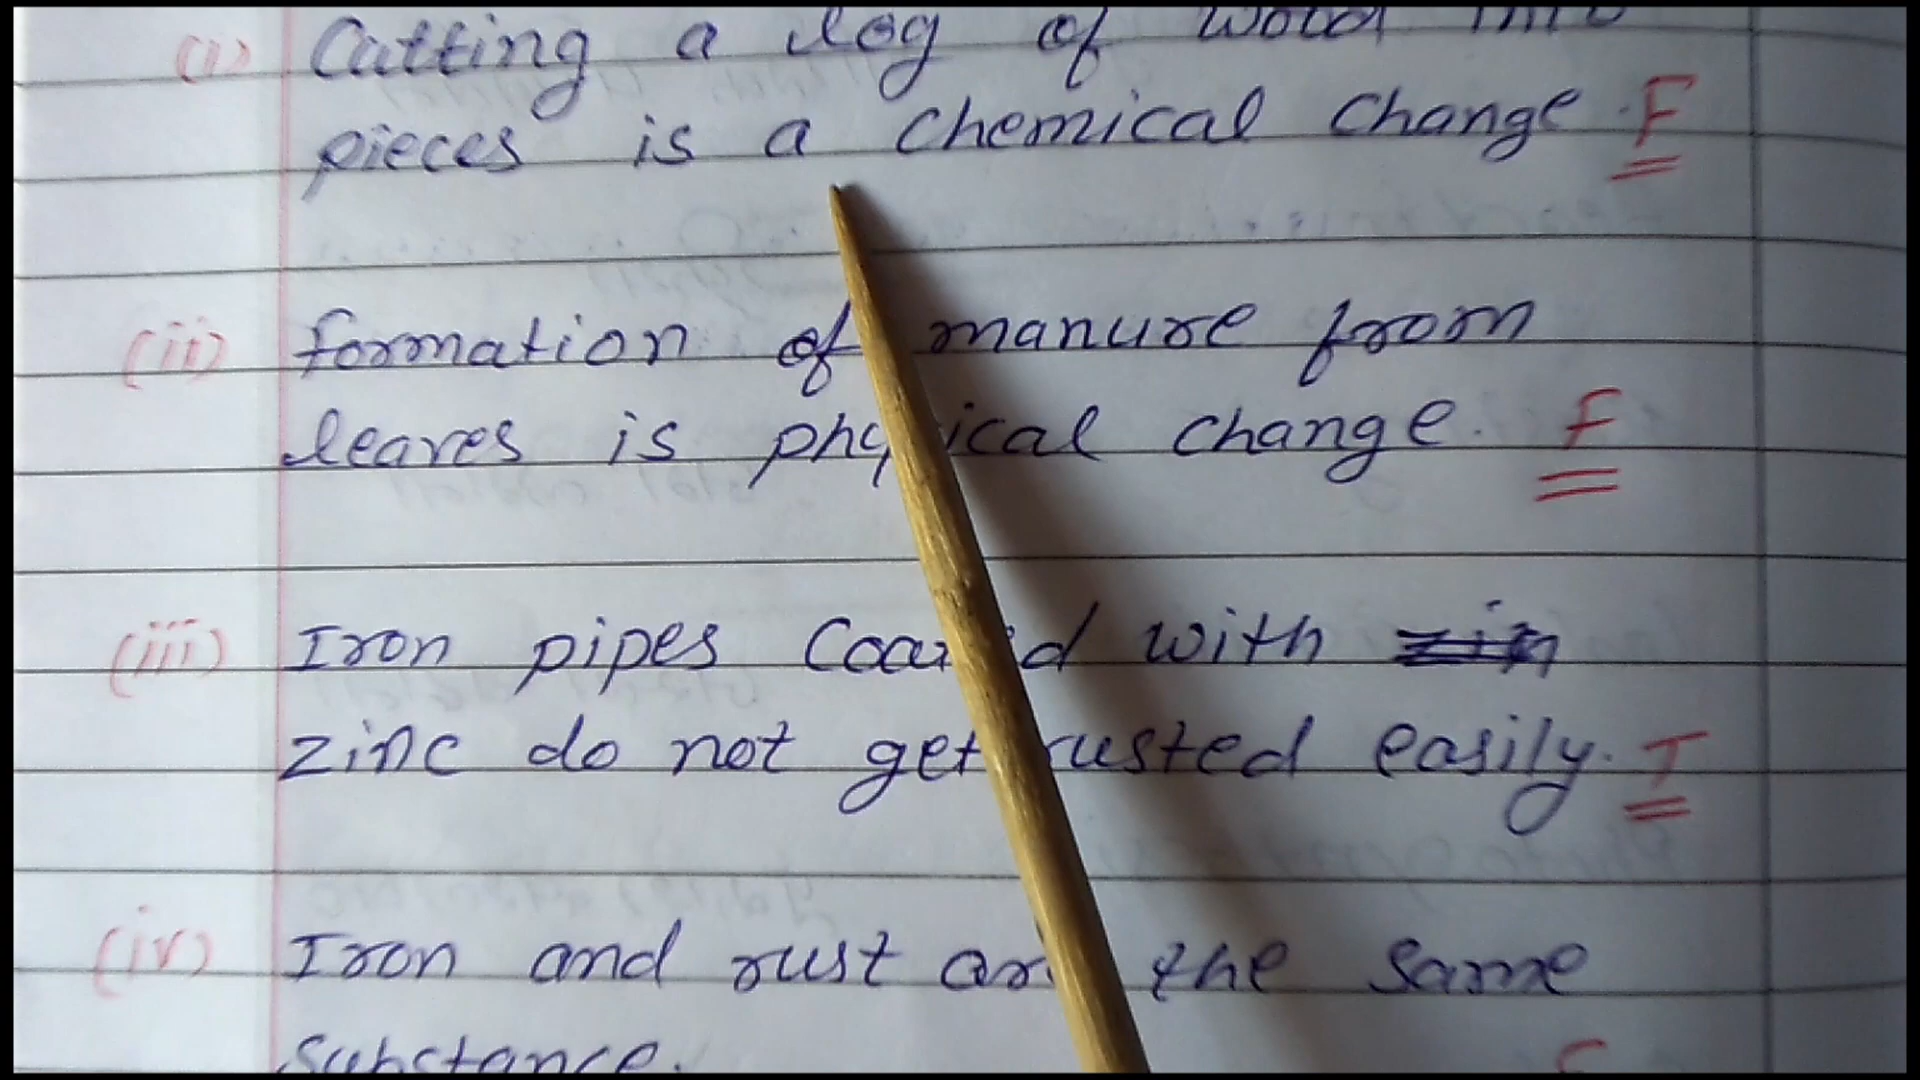 (i) Cutting a log of wood into
pieces is a chemical change. F
(ii) formation of manure from
leaves is physical change. F
(iii) Iron pipes Coated with zin
zinc do not get rusted easily. T
(iv) Iron and rust are the same
substance.